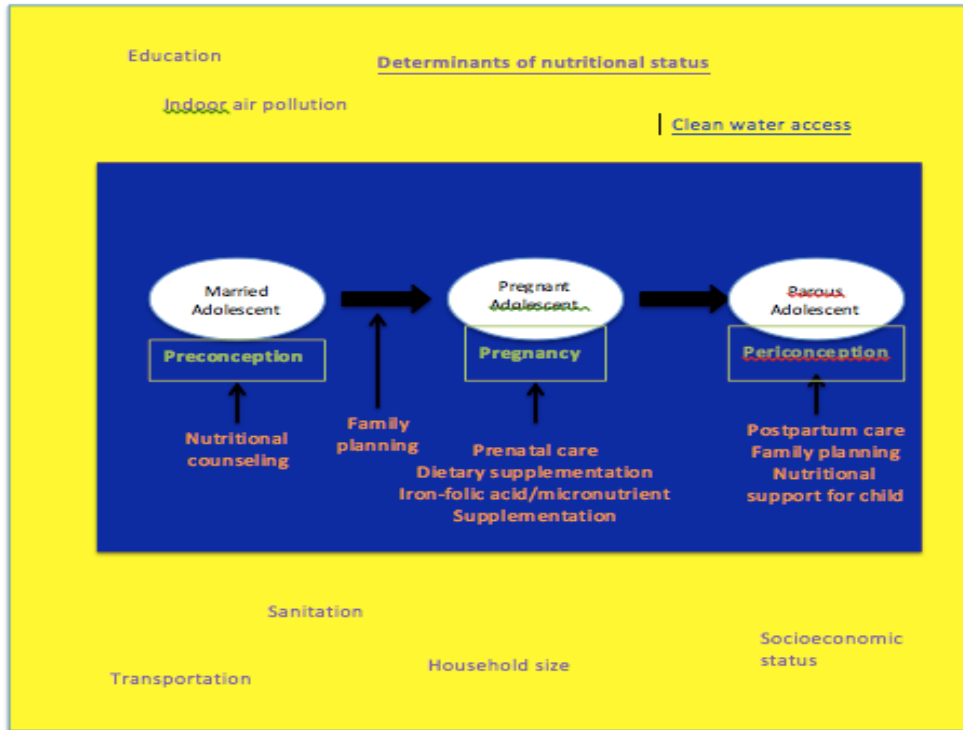 Education
Determinants of nutritional status
Indoor air pollution
Clean water access
Married
Adolescent
Pregnant
Adolescent
Parous
Adolescent
Preconception
Pregnancy
Periconception
Nutritional
counseling
Family
planning
Prenatal care
Dietary supplementation
Iron-folic acid/micronutrient
Supplementation
Postpartum care
Family planning
Nutritional
support for child
Sanitation
Socioeconomic
status
Household size
Transportation